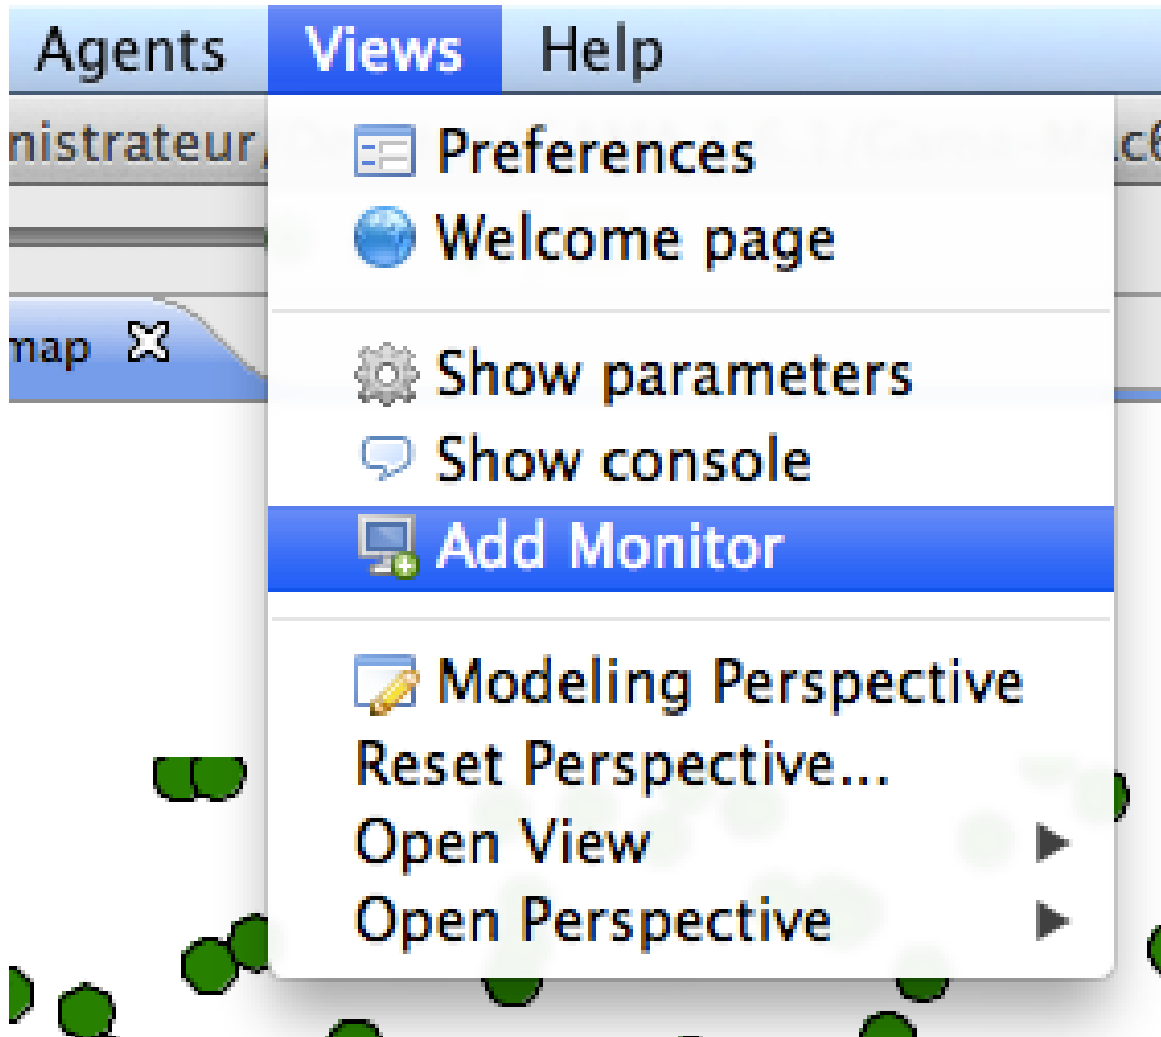 Agents Views Help
nistrateur/
Preferences
Welcome page
map
Show parameters
Show console
Add Monitor
Modeling Perspective
Reset Perspective...
Open View
Open Perspective